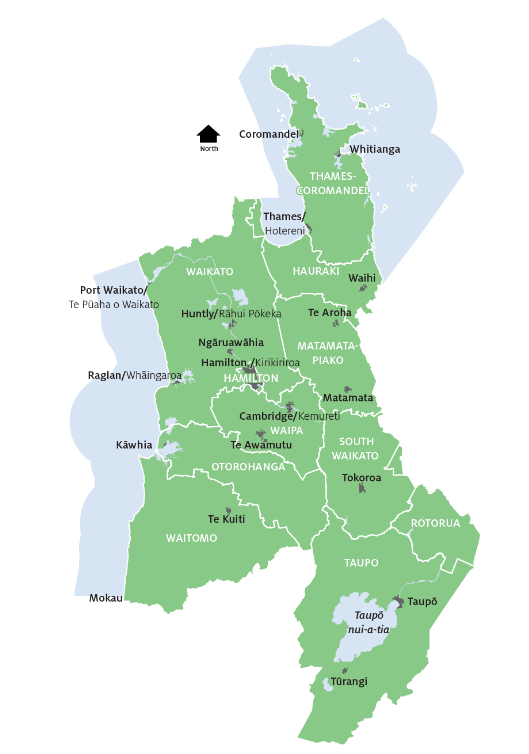 Coromandel
North
Whitianga
THAMES-
COROMANDEL
Thames/
Hotereni
WAIKATO
HAURAKI
Waihi
Port Waikato/
Te Pūaha o Waikato
Huntly/Rāhui Pōkeka
Te Aroha
Ngāruawāhia
MATAMATA-
PIAKO
Hamilton /Kirikiriroa
Raglan/Whāingaroa
HAMILTON
Matamata
Cambridge/Kemureti
WAIPA
Kāwhia
Te Awamutu
SOUTH
WAIKATO
OTOROHANGA
Tokoroa
Te Kuiti
ROTORUA
WAITOMO
TAUPO
Mokau
Taupō
Taupō
nui-a-tia
Tūrangi